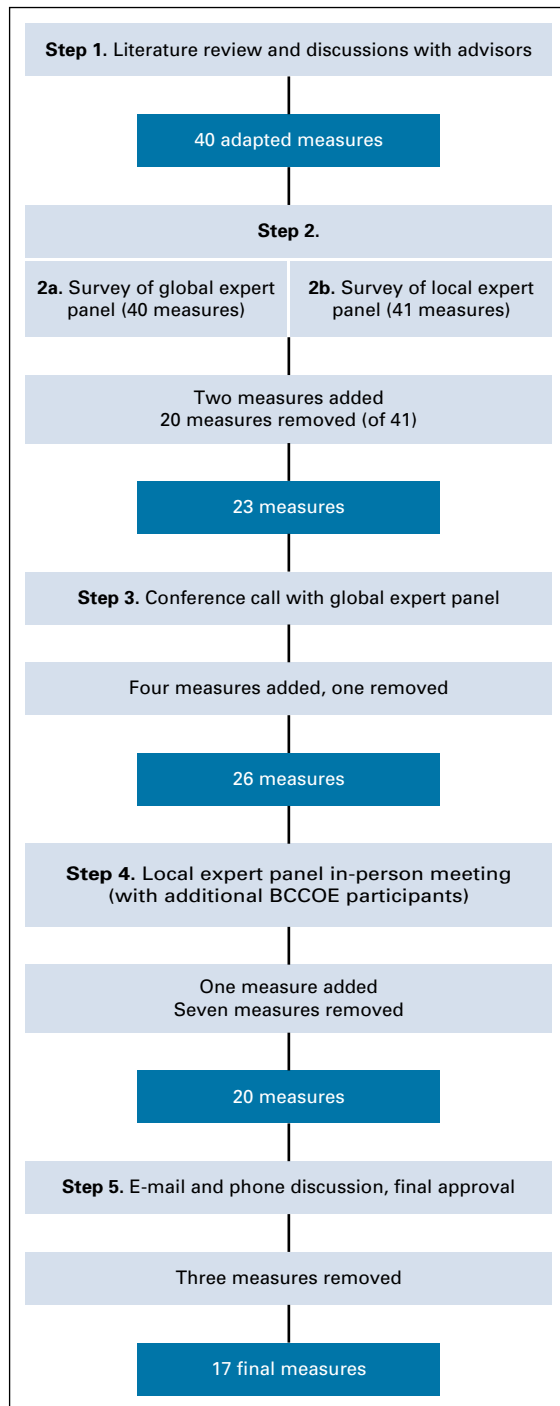 Step 1. Literature review and discussions with advisors
40 adapted measures
Step 2.
2a. Survey of global expert
panel (40 measures)
2b. Survey of local expert
panel (41 measures)
Two measures added
20 measures removed (of 41)
23 measures
Step 3. Conference call with global expert panel
Four measures added, one removed
26 measures
Step 4. Local expert panel in-person meeting
(with additional BCCOE participants)
One measure added
Seven measures removed
20 measures
Step 5. E-mail and phone discussion, final approval
Three measures removed
17 final measures